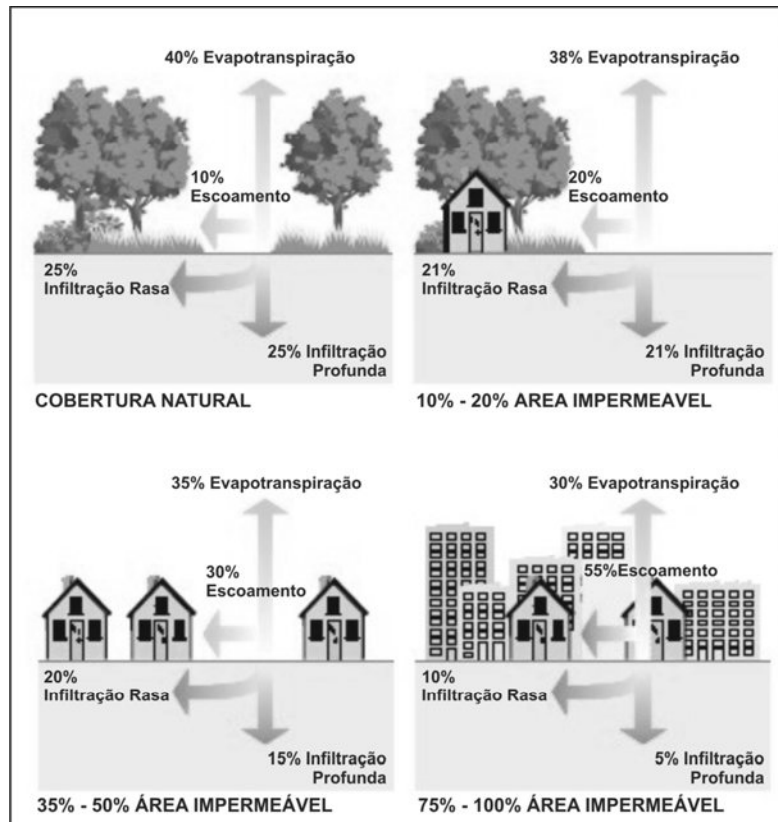 40% Evapotranspiração
10%
Escoamento
25%
Infiltração Rasa
25% Infiltração
Profunda
COBERTURA NATURAL
38% Evapotranspiração
20%
Escoamento
21%
Infiltração Rasa
21% Infiltração
Profunda
10% - 20% AREA IMPERMEAVEL
35% Evapotranspiração
30%
Escoamento
20%
Infiltração Rasa
15% Infiltração
Profunda
35% - 50% ÁREA IMPERMEÁVEL
30% Evapotranspiração
55%Escoamento
10%
Infiltração Rasa
5% Infiltração
Profunda
75% - 100% ÁREA IMPERMEÁVEL